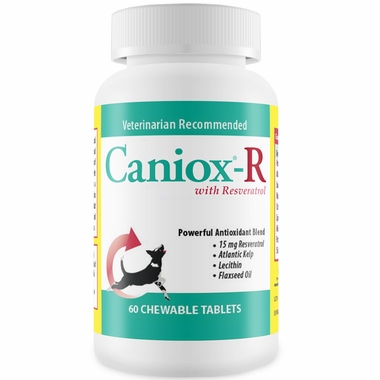 Veterinarian Recommended
Caniox®-R
with Resveratrol
Powerful Antioxidant Blend
• 15 mg Resveratrol
• Atlantic Kelp
• Lecithin
• Flaxseed Oil
60 CHEWABLE TABLETS